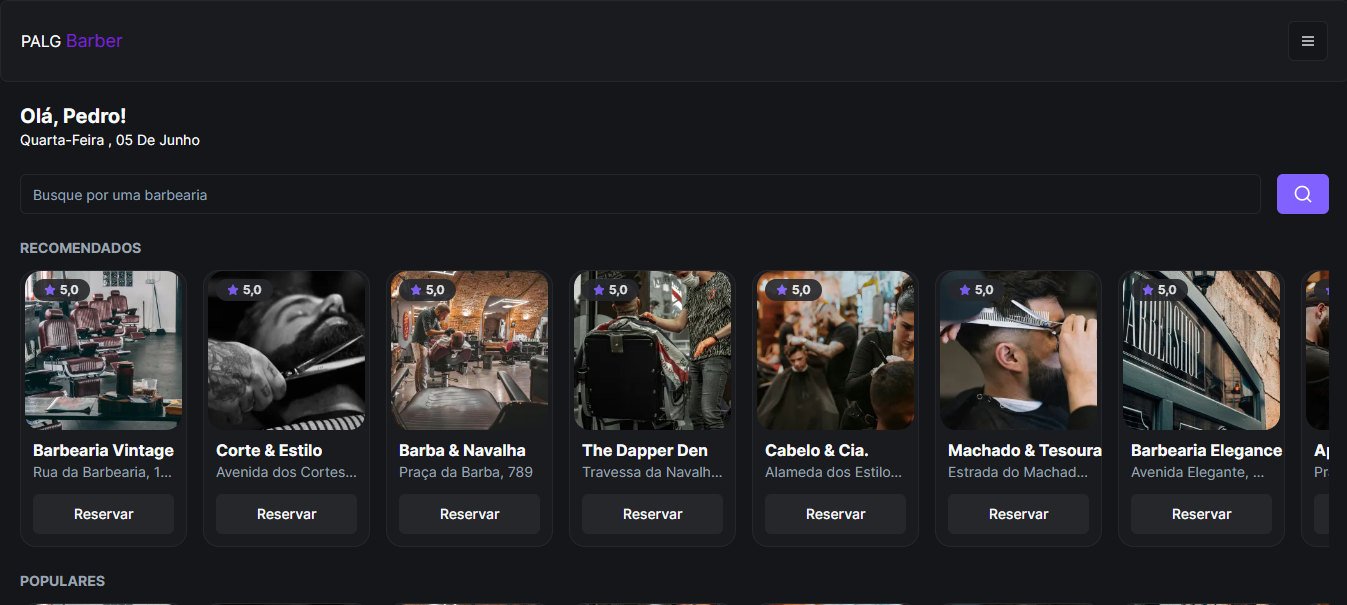 PALG Barber
Olá, Pedro!
Quarta-Feira , 05 De Junho
Busque por uma barbearia
RECOMENDADOS
5,0
Barbearia Vintage
Rua da Barbearia, 1...
Reservar
5,0
Corte & Estilo
Avenida dos Cortes...
Reservar
5,0
Barba & Navalha
Praça da Barba, 789
Reservar
5,0
The Dapper Den
Travessa da Navalh...
Reservar
5,0
Cabelo & Cia.
Alameda dos Estilo...
Reservar
5,0
Machado & Tesoura
Estrada do Machad...
Reservar
5,0
Barbearia Elegance
Avenida Elegante, ...
Reservar
POPULARES